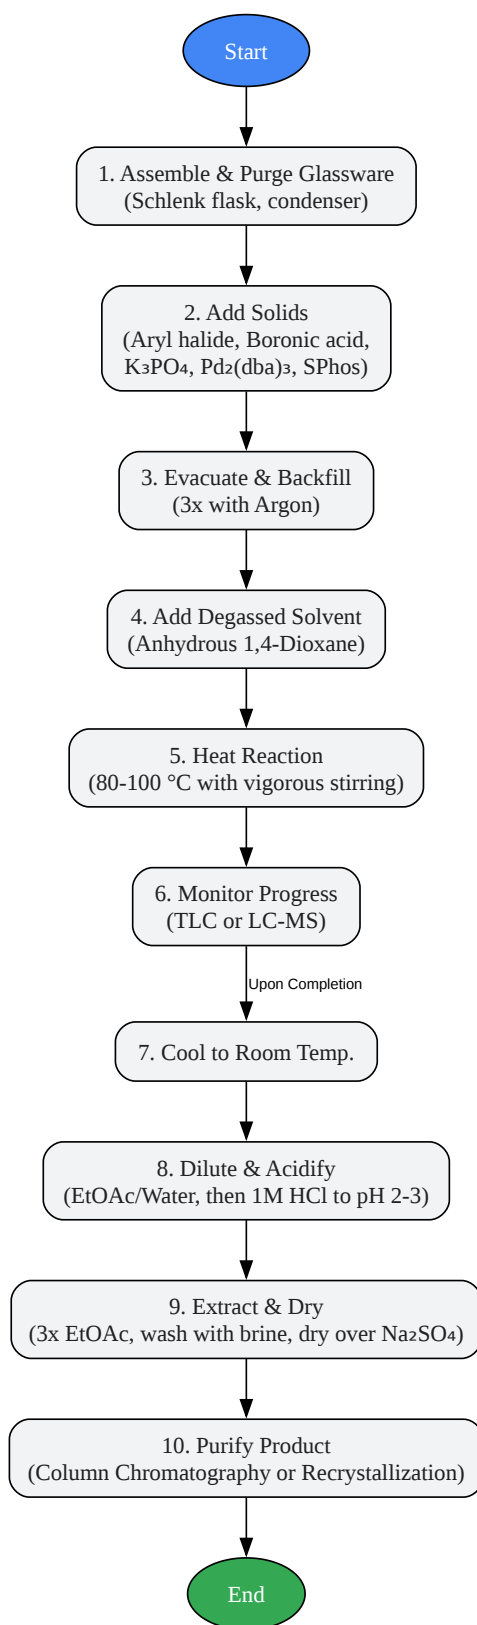 Start
1. Assemble & Purge Glassware
(Schlenk flask, condenser)
2. Add Solids
(Aryl halide, Boronic acid,
K₃PO₄, Pd₂(dba)₃, SPhos)
3. Evacuate & Backfill
(3x with Argon)
4. Add Degassed Solvent
(Anhydrous 1,4-Dioxane)
5. Heat Reaction
(80-100 °C with vigorous stirring)
6. Monitor Progress
(TLC or LC-MS)
Upon Completion
7. Cool to Room Temp.
8. Dilute & Acidify
(EtOAc/Water, then 1M HCl to pH 2-3)
9. Extract & Dry
(3x EtOAc, wash with brine, dry over Na₂SO₄)
10. Purify Product
(Column Chromatography or Recrystallization)
End